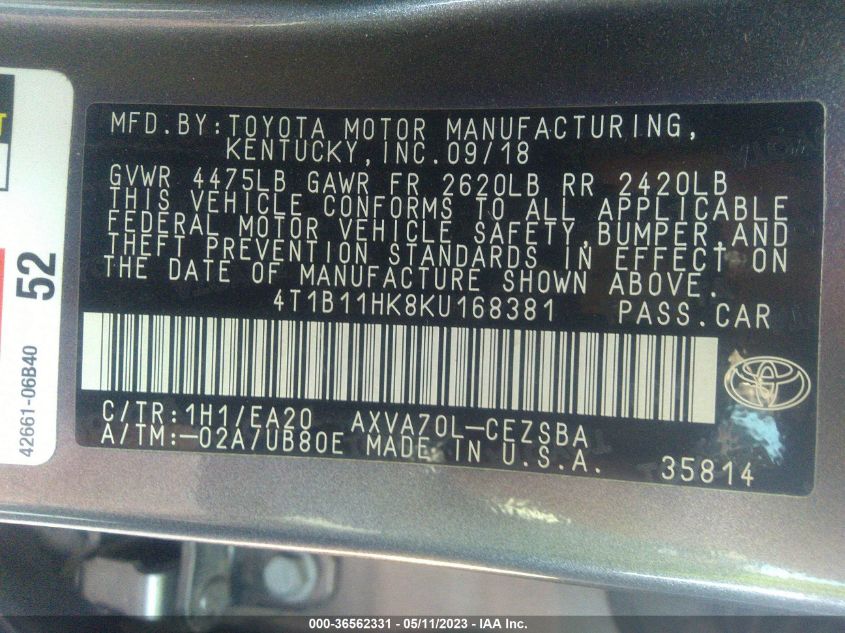 MFD.BY:TOYOTA MOTOR MANUFACTURING,
KENTUCKY,INC.09/18
GVWR 4475LB GAWR FR 2620LB RR 2420LB
THIS VEHICLE CONFORMS TO ALL APPLICABLE
FEDERAL MOTOR VEHICLE SAFETY,BUMPER,AND
THEFT PREVENTION STANDARDS IN EFFECT ON
THE DATE OF MANUFACTURE SHOWN ABOVE.
4T1B11HK8KU168381 PASS.CAR
C/TR:1H1/EA20 AXVA70L-CEZSBA
A/TM:-02A/UB80E MADE IN U.S.A. 35814
52
42661-06B40
000-36562331 - 05/11/2023 - IAA Inc.